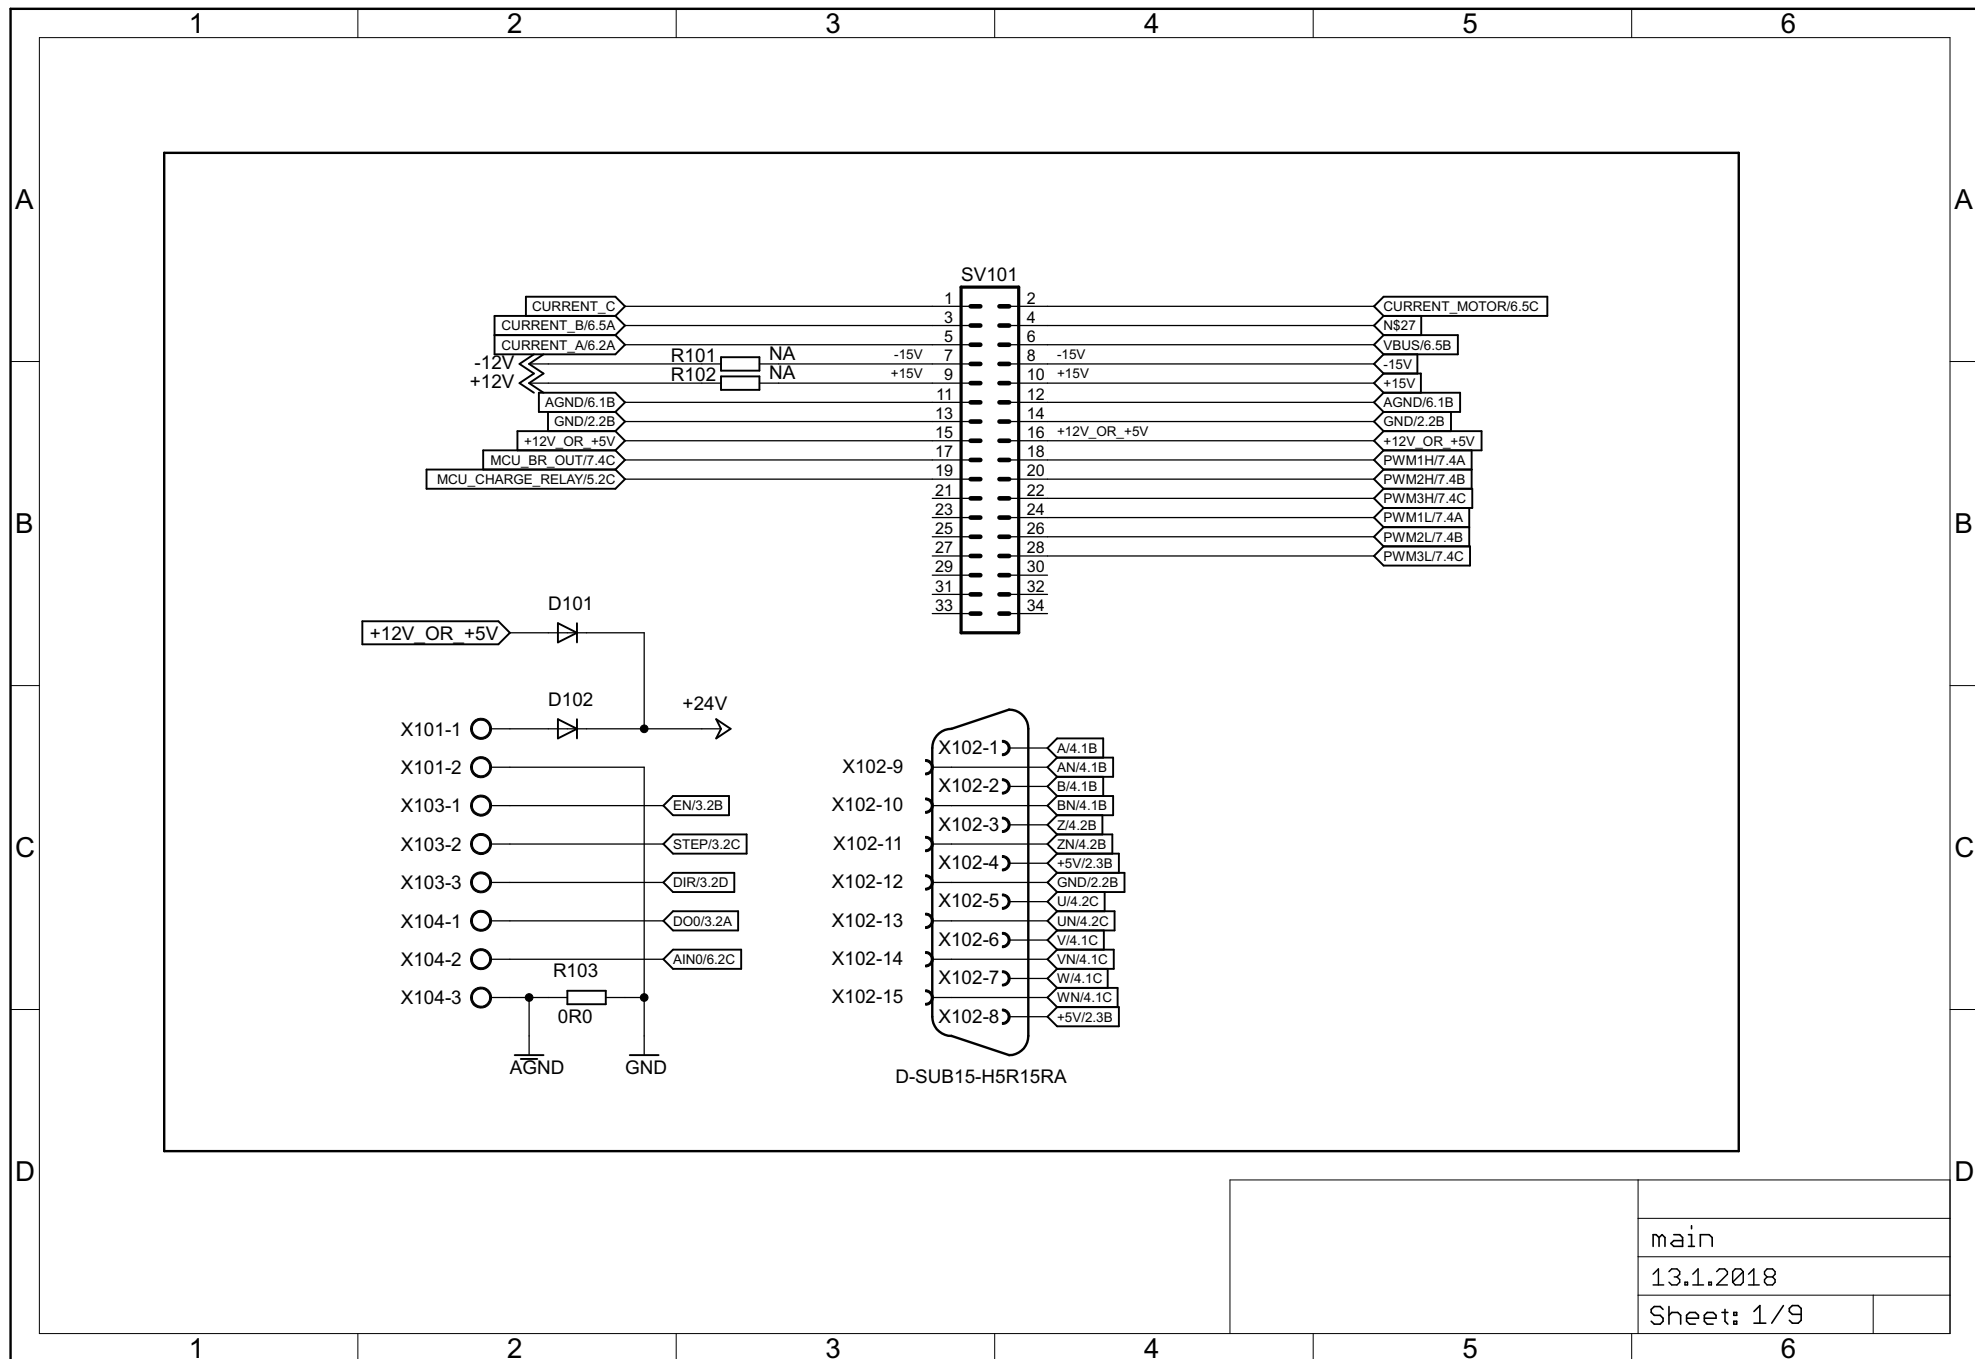 1 2 3 4 5 6
A A
SV101
CURRENT_C 1 2 CURRENT_MOTOR/6.5C
CURRENT_B/6.5A 3 4 N$27
CURRENT_A/6.2A 5 6 VBUS/6.5B
-12V R101 NA -15V 7 8 -15V -15V
+12V R102 NA +15V 9 10 +15V +15V
AGND/6.1B 11 12 AGND/6.1B
GND/2.2B 13 14 GND/2.2B
+12V_OR_+5V 15 16 +12V_OR_+5V +12V_OR_+5V
MCU_BR_OUT/7.4C 17 18 PWM1H/7.4A
MCU_CHARGE_RELAY/5.2C 19 20 PWM2H/7.4B
21 22 PWM3H/7.4C
23 24 PWM1L/7.4A
B B
25 26 PWM2L/7.4B
27 28 PWM3L/7.4C
29 30
31 32
33 34
D101
+12V_OR_+5V
D102 +24V
X101-1
X101-2
X103-1 EN/3.2B
X103-2 STEP/3.2C
X103-3 DIR/3.2D
X104-1 DO0/3.2A
X104-2 AIN0/6.2C
R103
X104-3
0R0
AGND GND
X102-1 A/4.1B
X102-9 AN/4.1B
X102-2 B/4.1B
X102-10 BN/4.1B
X102-3 Z/4.2B
X102-11 ZN/4.2B
C C
X102-4 +5V/2.3B
X102-12 GND/2.2B
X102-5 U/4.2C
X102-13 UN/4.2C
X102-6 V/4.1C
X102-14 VN/4.1C
X102-7 W/4.1C
X102-15 WN/4.1C
X102-8 +5V/2.3B
D-SUB15-H5R15RA
D D
main
13.1.2018
Sheet: 1/9
1 2 3 4 5 6